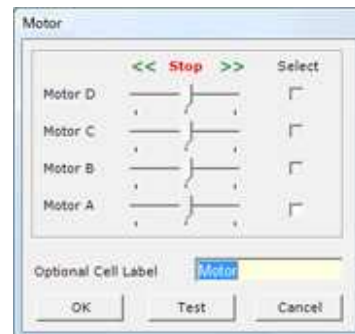 Motor
<< Stop >> Select
Motor D
Motor C
Motor B
Motor A
Optional Cell Label Motor
OK Test Cancel